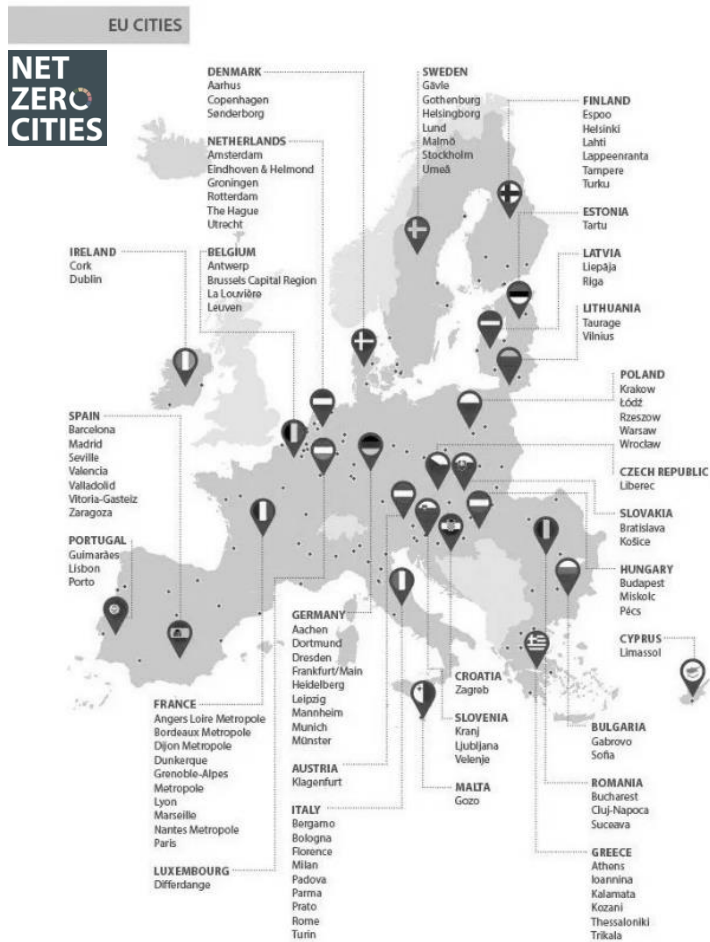 EU CITIES
NET
ZERO
CITIES
DENMARK
Aarhus
Copenhagen
Sønderborg
SWEDEN
Gävle
Gothenburg
Helsingborg
Lund
Malmö
Stockholm
Umeå
FINLAND
Espoo
Helsinki
Lahti
Lappeenranta
Tampere
Turku
NETHERLANDS
Amsterdam
Eindhoven & Helmond
Groningen
Rotterdam
The Hague
Utrecht
ESTONIA
Tartu
IRELAND
Cork
Dublin
BELGIUM
Antwerp
Brussels Capital Region
La Louvière
Leuven
LATVIA
Liepāja
Riga
LITHUANIA
Taurage
Vilnius
POLAND
Krakow
Łódź
Rzeszow
Warsaw
Wrocław
SPAIN
Barcelona
Madrid
Seville
Valencia
Valladolid
Vitoria-Gasteiz
Zaragoza
CZECH REPUBLIC
Liberec
SLOVAKIA
Bratislava
Košice
PORTUGAL
Guimarães
Lisbon
Porto
HUNGARY
Budapest
Miskolc
Pécs
GERMANY
Aachen
Dortmund
Dresden
Frankfurt/Main
Heidelberg
Leipzig
Mannheim
Munich
Münster
CYPRUS
Limassol
CROATIA
Zagreb
FRANCE
Angers Loire Metropole
Bordeaux Metropole
Dijon Metropole
Dunkerque
Grenoble-Alpes
Metropole
Lyon
Marseille
Nantes Metropole
Paris
SLOVENIA
Kranj
Ljubljana
Velenje
BULGARIA
Gabrovo
Sofia
AUSTRIA
Klagenfurt
MALTA
Gozo
ROMANIA
Bucharest
Cluj-Napoca
Suceava
ITALY
Bergamo
Bologna
Florence
Milan
Padova
Parma
Prato
Rome
Turin
LUXEMBOURG
Differdange
GREECE
Athens
Ioannina
Kalamata
Kozani
Thessaloniki
Trikala